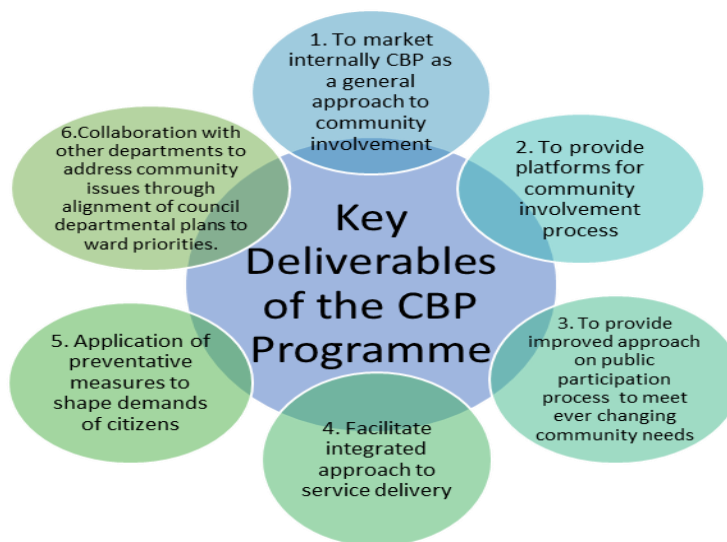 1. To market
internally CBP as
a general
approach to
community
involvement
2. To provide
platforms for
community
involvement
process
3. To provide
improved approach
on public
participation
process to meet
ever changing
community needs
4. Facilitate
integrated
approach to
service delivery
5. Application of
preventative
measures to
shape demands
of citizens
6.Collaboration with
other departments to
address community
issues through
alignment of council
departmental plans to
ward priorities.
Key
Deliverables
of the CBP
Programme